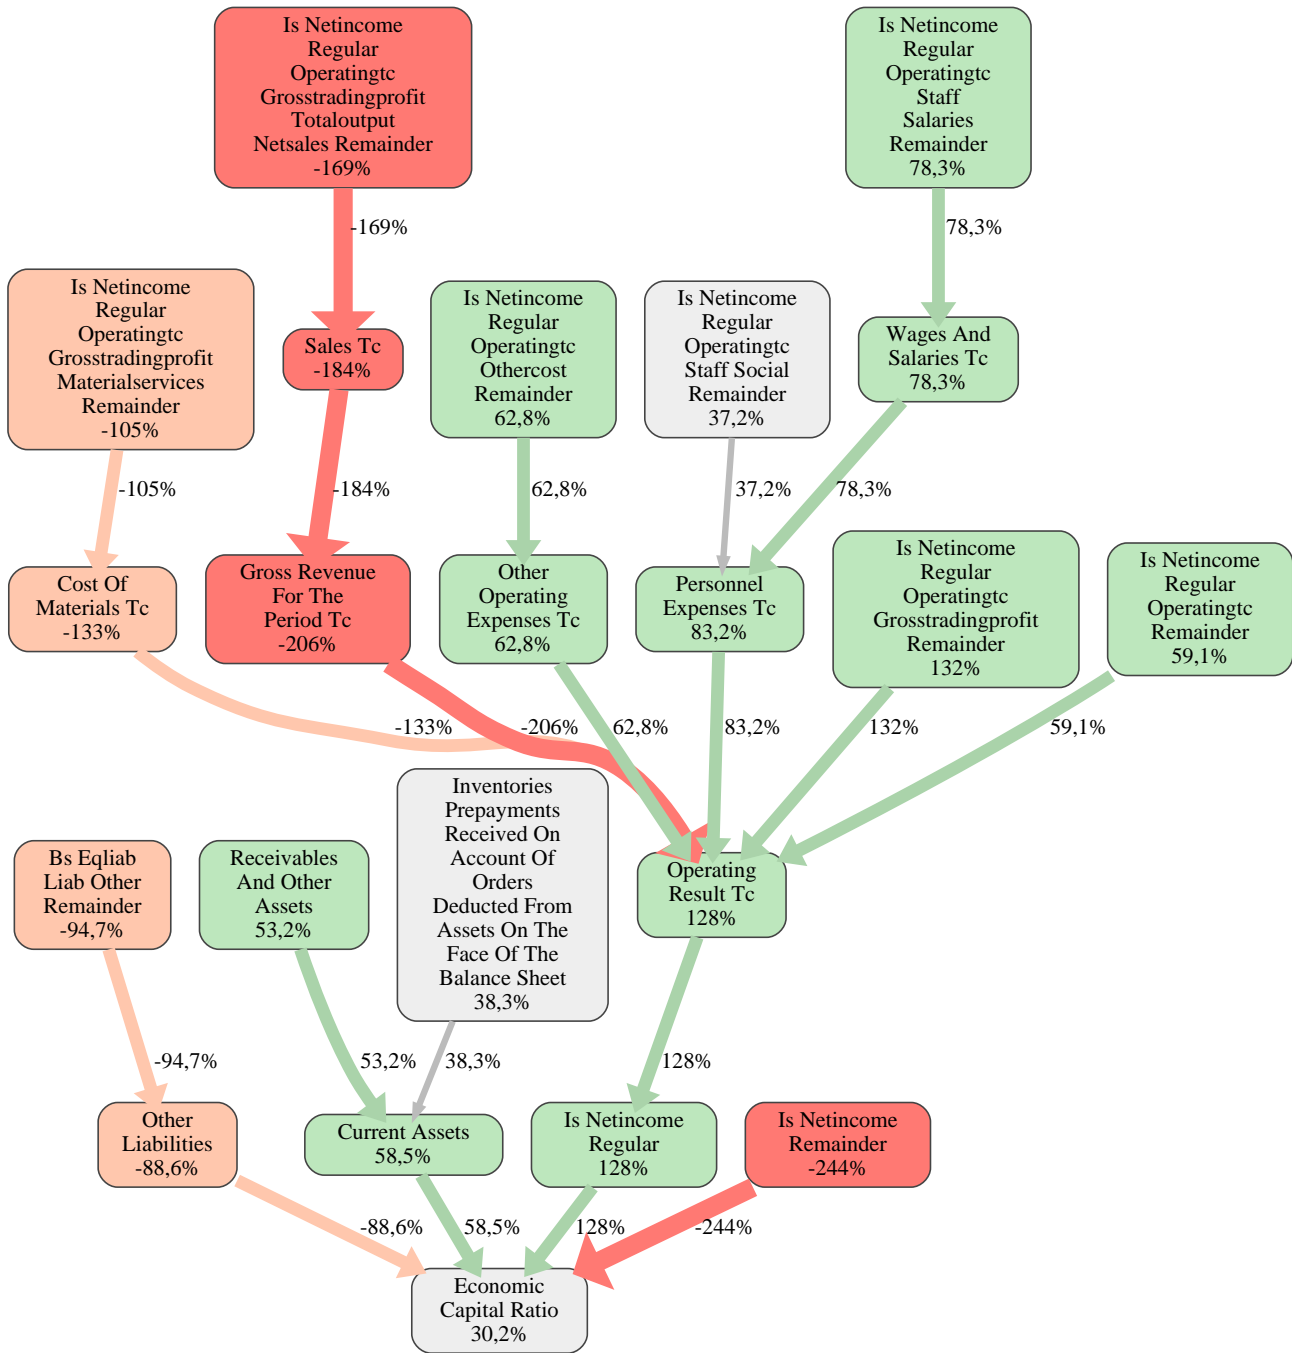 Is Netincome
Regular
Operatingtc
Grosstradingprofit
Totaloutput
Netsales Remainder
-169%
Is Netincome
Regular
Operatingtc
Staff
Salaries
Remainder
78,3%
-169%
78,3%
Is Netincome
Regular
Operatingtc
Grosstradingprofit
Materialservices
Remainder
-105%
Sales Tc
-184%
Is Netincome
Regular
Operatingtc
Othercost
Remainder
62,8%
Is Netincome
Regular
Operatingtc
Staff Social
Remainder
37,2%
Wages And
Salaries Tc
78,3%
-105%
-184%
62,8%
37,2%
78,3%
Cost Of
Materials Tc
-133%
Gross Revenue
For The
Period Tc
-206%
Other
Operating
Expenses Tc
62,8%
Personnel
Expenses Tc
83,2%
Is Netincome
Regular
Operatingtc
Grosstradingprofit
Remainder
132%
Is Netincome
Regular
Operatingtc
Remainder
59,1%
-133%
-206%
62,8%
83,2%
132%
59,1%
Bs Eqliab
Liab Other
Remainder
-94,7%
Receivables
And Other
Assets
53,2%
Inventories
Prepayments
Received On
Account Of
Orders
Deducted From
Assets On The
Face Of The
Balance Sheet
38,3%
Operating
Result Tc
128%
-94,7%
53,2%
38,3%
128%
Other
Liabilities
-88,6%
Current Assets
58,5%
Is Netincome
Regular
128%
Is Netincome
Remainder
-244%
-88,6%
58,5%
128%
-244%
Economic
Capital Ratio
30,2%